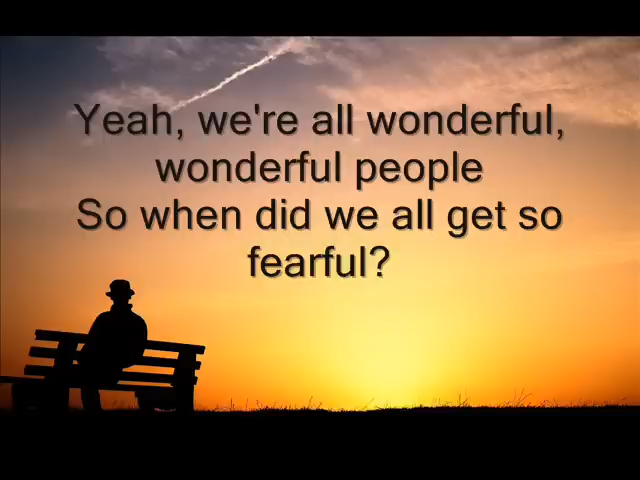 Yeah, we're all wonderful,
wonderful people
So when did we all get so
fearful?